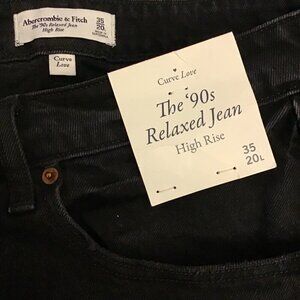 Abercrombie & Fitch
The '90s Relaxed Jean
High Rise
35
20L
Curve
Love
Curve Love
The '90s
Relaxed Jean
High Rise
35
20L